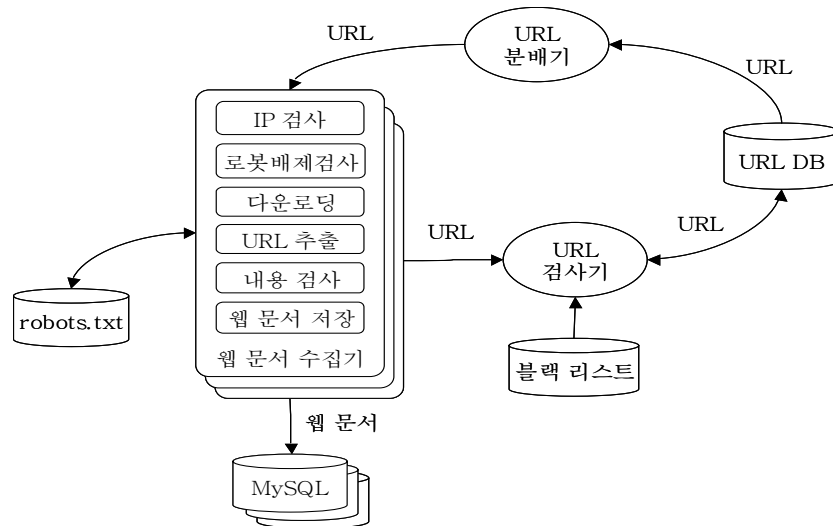 URL
URL
분배기
URL
IP 검사
로봇배제검사
다운로딩
URL 추출
내용 검사
웹 문서 저장
웹 문서 수집기
URL DB
URL
URL
URL
검사기
robots.txt
블랙 리스트
웹 문서
MySQL